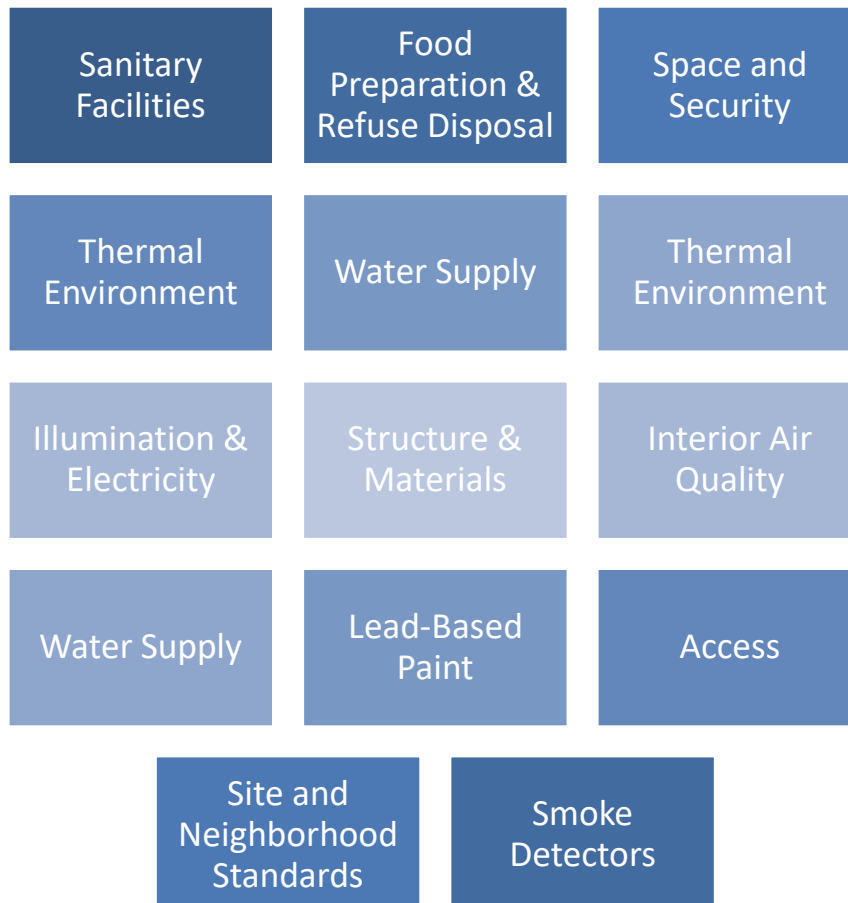 Sanitary
Facilities
Food
Preparation &
Refuse Disposal
Space and
Security
Thermal
Environment
Water Supply
Thermal
Environment
Illumination &
Electricity
Structure &
Materials
Interior Air
Quality
Water Supply
Lead-Based
Paint
Access
Site and
Neighborhood
Standards
Smoke
Detectors